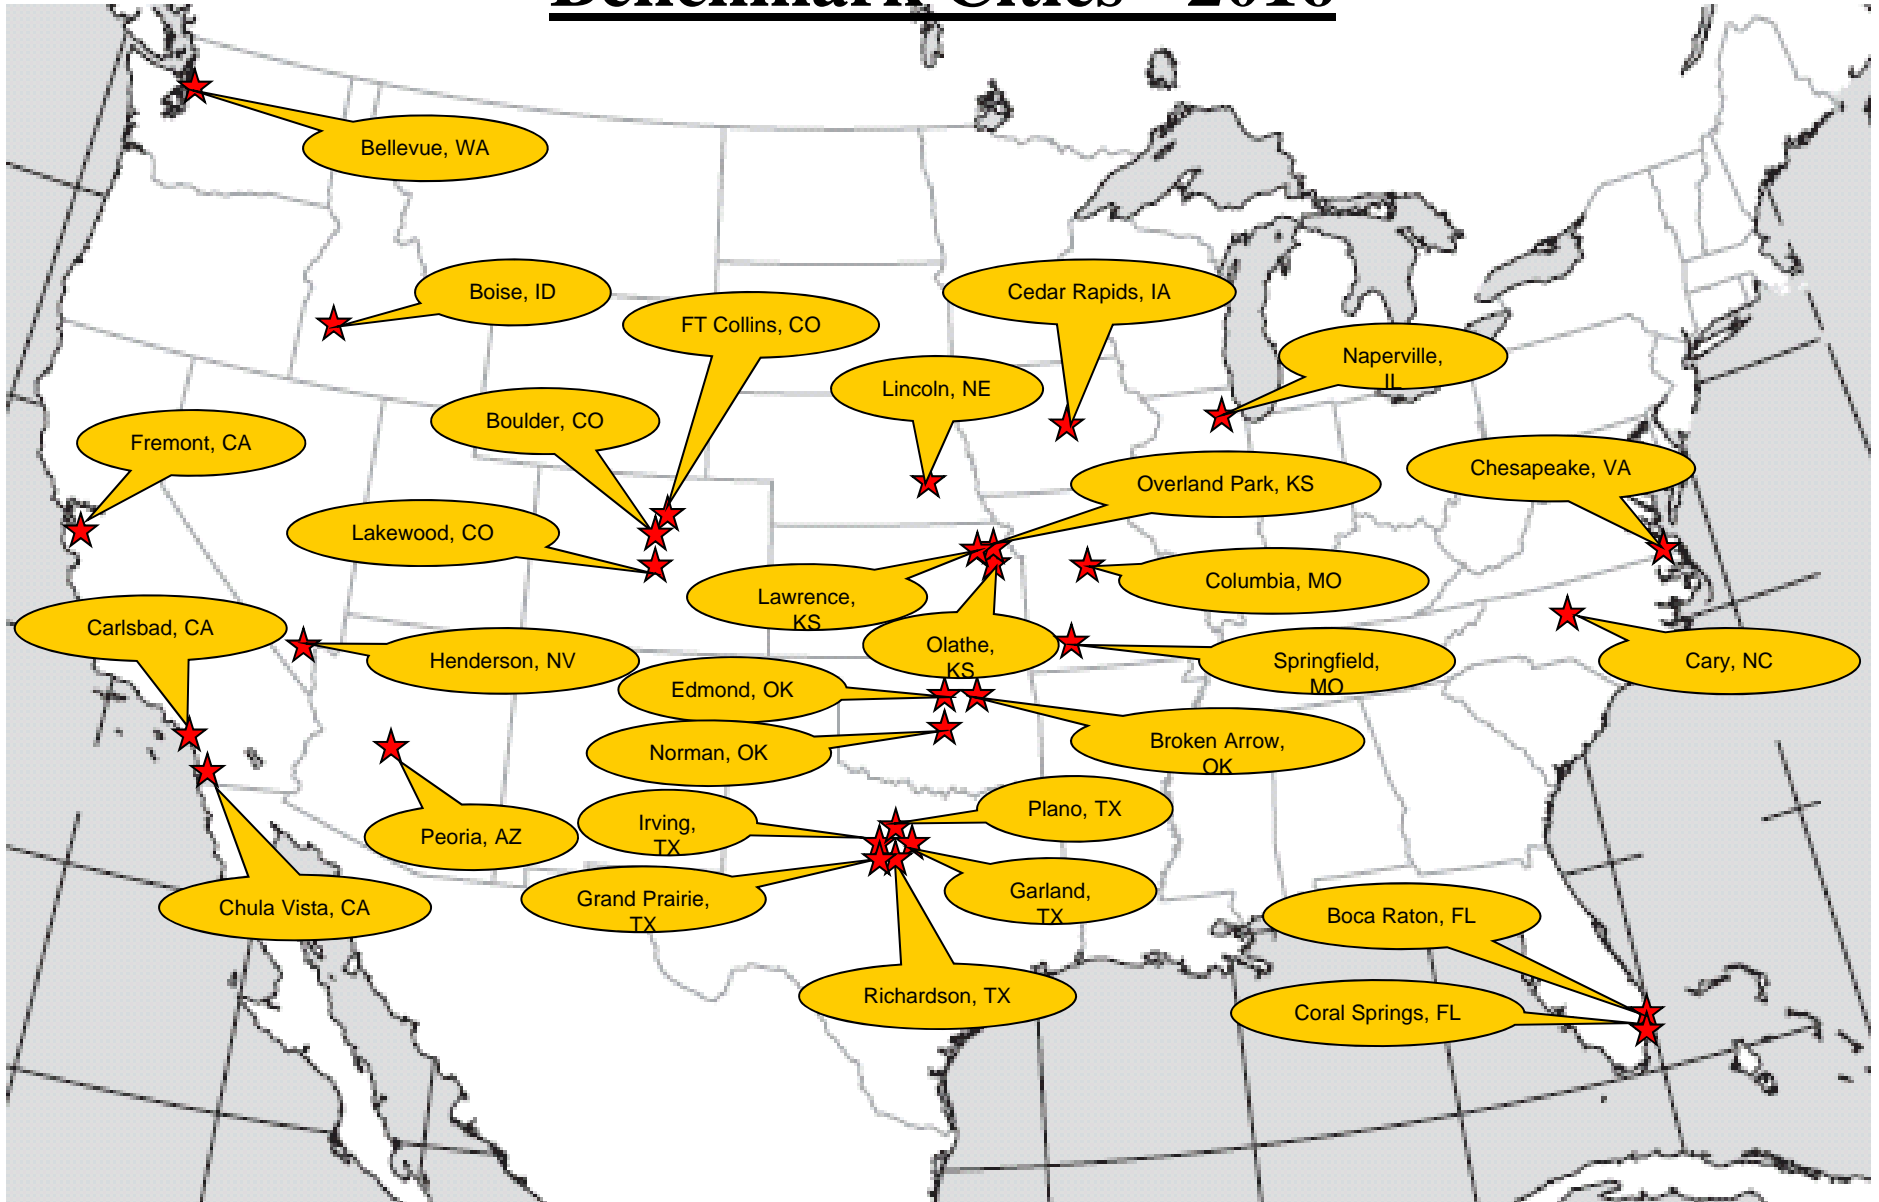 Benchmark Cities - 2016
Bellevue, WA
Boise, ID
Cedar Rapids, IA
FT Collins, CO
Naperville,
IL
Lincoln, NE
Boulder, CO
Fremont, CA
Chesapeake, VA
Overland Park, KS
Lakewood, CO
Columbia, MO
Lawrence,
KS
Carlsbad, CA
Olathe,
KS
Henderson, NV
Springfield,
MO
Cary, NC
Edmond, OK
Broken Arrow,
OK
Norman, OK
Plano, TX
Irving,
TX
Peoria, AZ
Garland,
TX
Grand Prairie,
TX
Chula Vista, CA
Boca Raton, FL
Richardson, TX
Coral Springs, FL